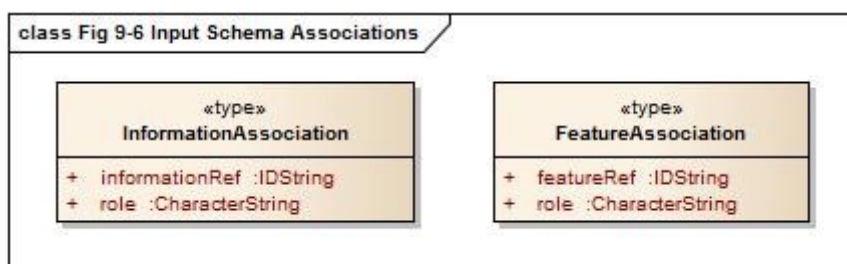 class Fig 9-6 Input Schema Associations
«type»
InformationAssociation
+ informationRef :IDString
+ role :CharacterString
«type»
FeatureAssociation
+ featureRef :IDString
+ role :CharacterString